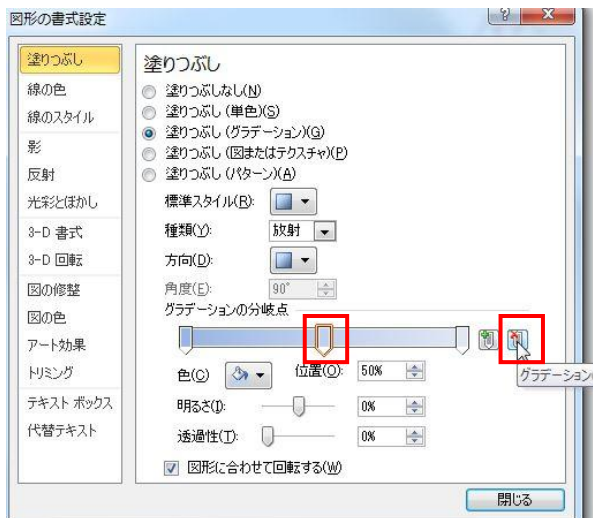 図形の書式設定
塗りつぶし
線の色
線のスタイル
影
反射
光彩とぼかし
3-D 書式
3-D 回転
図の修整
図の色
アート効果
トリミング
テキスト ボックス
代替テキスト
塗りつぶし
塗りつぶしなし(N)
塗りつぶし (単色)(S)
塗りつぶし (グラデーション)(G)
塗りつぶし (図またはテクスチャ)(P)
塗りつぶし (パターン)(A)
標準スタイル(R):
種類(Y): 放射
方向(D):
角度(E): 90°
グラデーションの分岐点
グラデーション
色(C) 位置(O): 50%
明るさ(I): 0%
透過性(T): 0%
図形に合わせて回転する(W)
閉じる